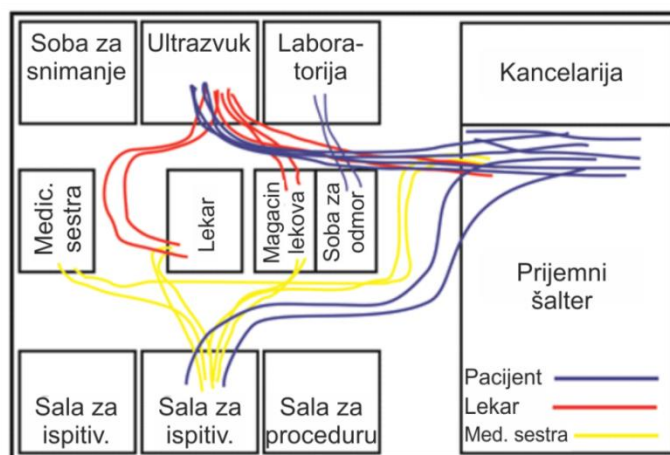 Soba za
snimanje
Ultrazvuk
Labora-
torija
Kancelarija
Medic.
sestra
Lekar
Magacin
lekova
Soba za
odmor
Prijemni
šalter
Sala za
ispitiv.
Sala za
ispitiv.
Sala za
proceduru
Pacijent
Lekar
Med. sestra